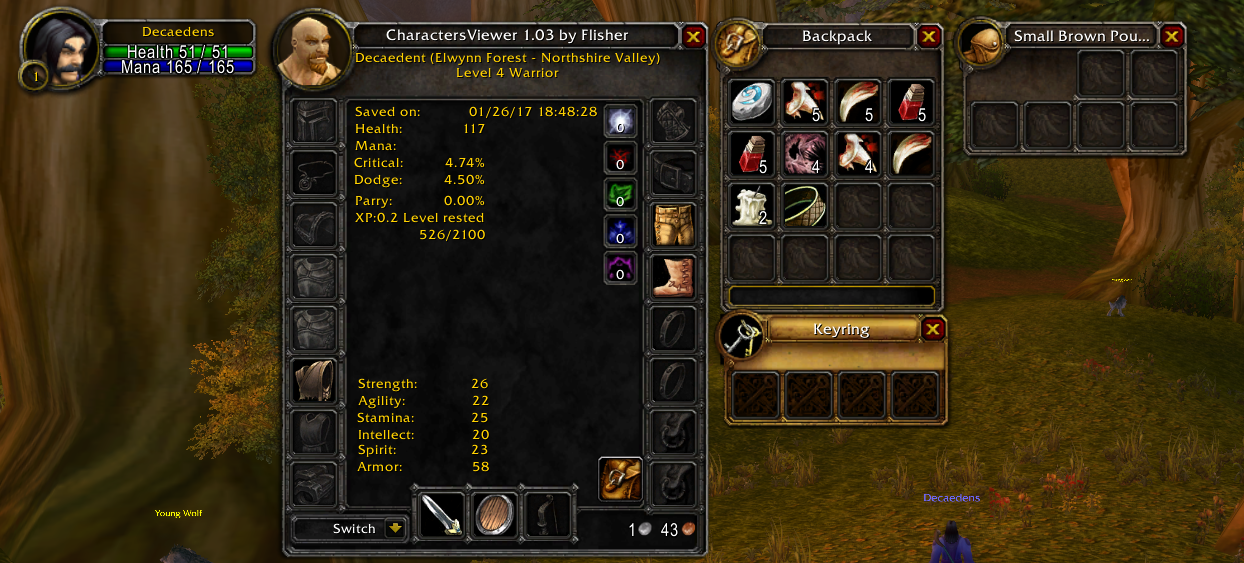 Decaedens
Health 51 / 51
Mana 165 / 165
1
CharactersViewer 1.03 by Flisher
Decaedent (Elwynn Forest - Northshire Valley)
Level 4 Warrior
Saved on: 01/26/17 18:48:28
Health: 117
Mana:
Critical: 4.74%
Dodge: 4.50%
Parry: 0.00%
XP:0.2 Level rested
526/2100
0
0
0
0
0
Strength: 26
Agility: 22
Stamina: 25
Intellect: 20
Spirit: 23
Armor: 58
Switch
1 43
Backpack
5 5 5
5 4 4
2
Keyring
Small Brown Pou...
Young Wolf
Decaedens